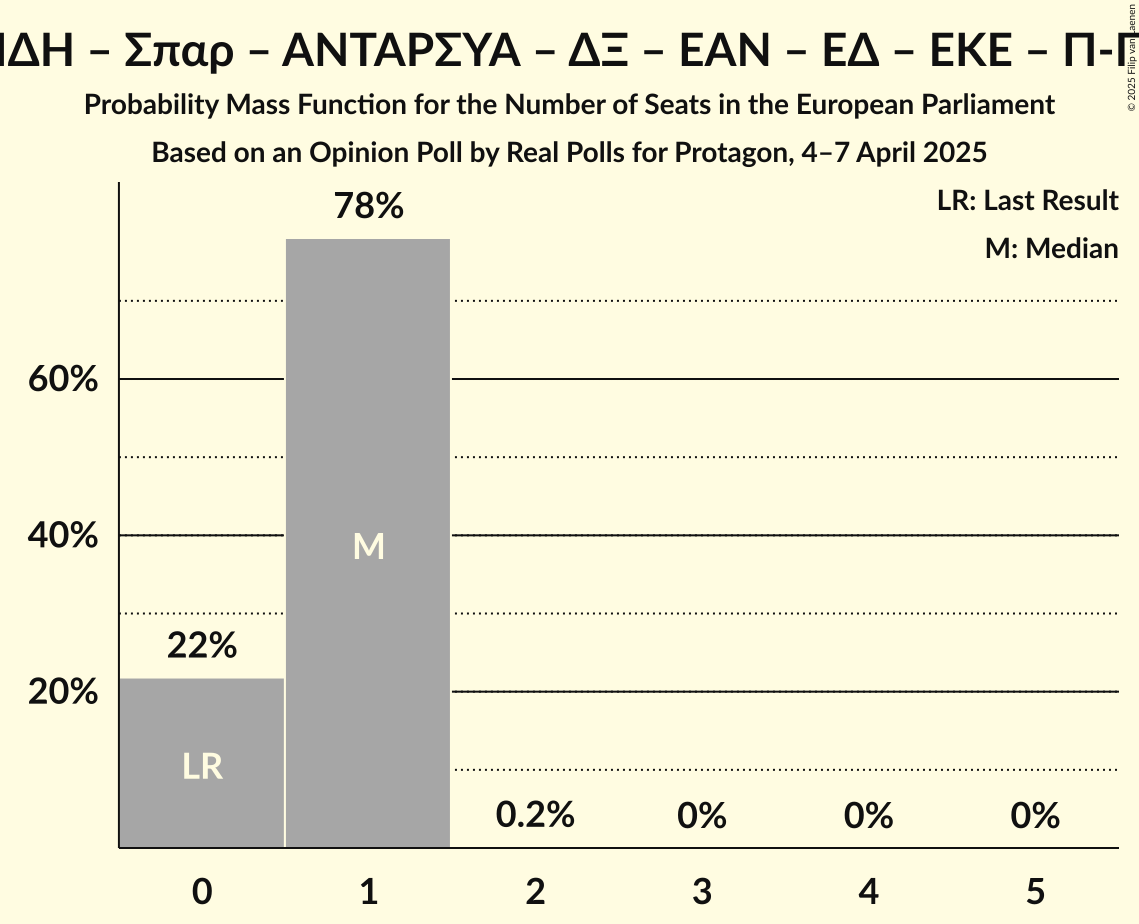 ΙΔΗ – Σπαρ – ΑΝΤΑΡΣΥΑ – ΔΞ – ΕΑΝ – ΕΔ – ΕΚΕ – Π-Γ
© 2025 Filip van Laenen
Probability Mass Function for the Number of Seats in the European Parliament
Based on an Opinion Poll by Real Polls for Protagon, 4–7 April 2025
LR: Last Result
M: Median
78%
60%
M
40%
22%
20%
LR
0.2%
0%
0%
0%
0
1
2
3
4
5